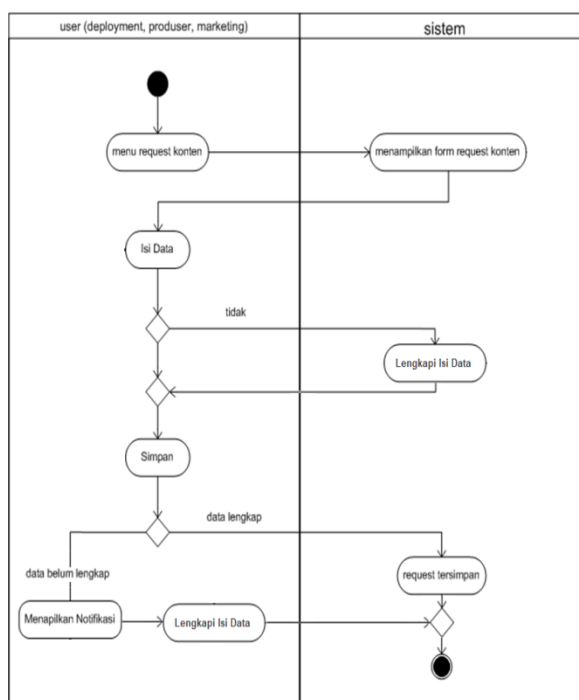 user (deployment, produser, marketing)
sistem
menu request konten
menampilkan form request konten
Isi Data
tidak
Lengkapi Isi Data
Simpan
data lengkap
data belum lengkap
request tersimpan
Menapilkan Notifikasi
Lengkapi Isi Data